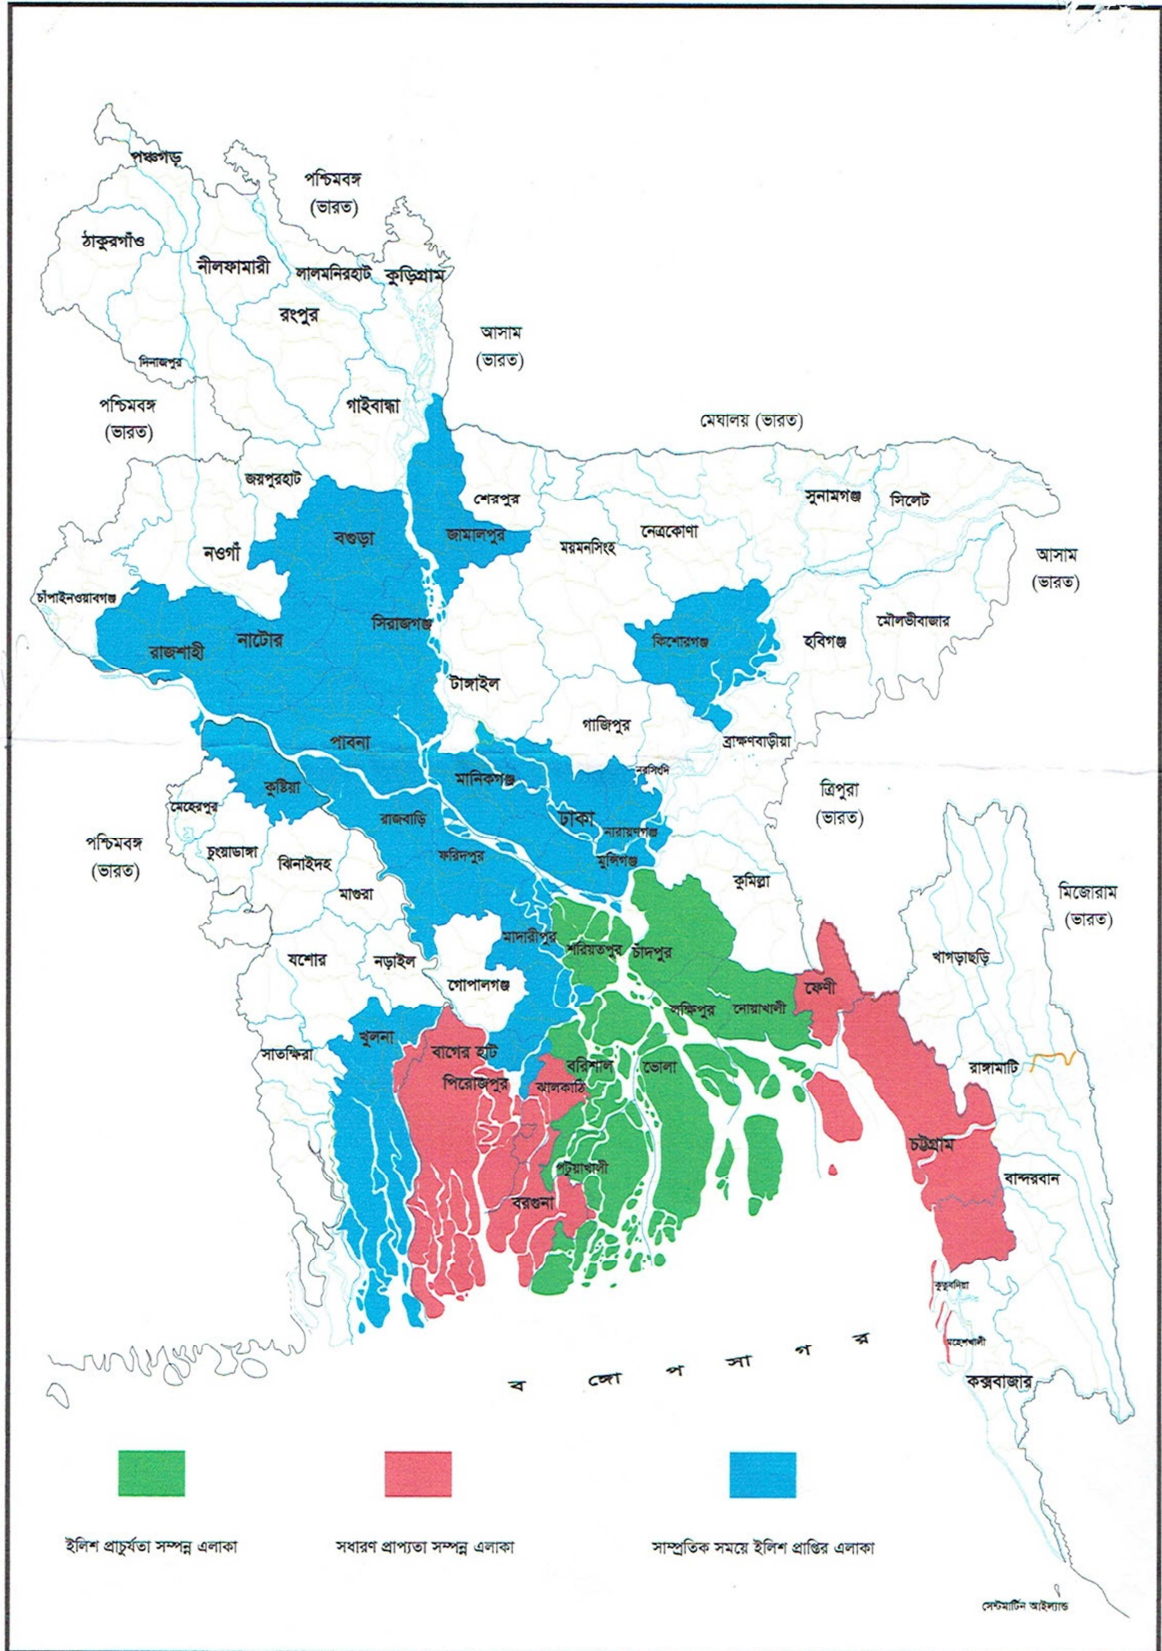 পঞ্চগড়
পশ্চিমবঙ্গ
(ভারত)
ঠাকুরগাঁও
নীলফামারী
লালমনিরহাট
কুড়িগ্রাম
রংপুর
আসাম
(ভারত)
দিনাজপুর
পশ্চিমবঙ্গ
(ভারত)
গাইবান্ধা
মেঘালয় (ভারত)
জয়পুরহাট
শেরপুর
সুনামগঞ্জ
সিলেট
বগুড়া
জামালপুর
নেত্রকোণা
নওগাঁ
ময়মনসিংহ
আসাম
(ভারত)
চাঁপাইনওয়াবগঞ্জ
সিরাজগঞ্জ
মৌলভীবাজার
রাজশাহী
নাটোর
কিশোরগঞ্জ
হবিগঞ্জ
টাঙ্গাইল
গাজিপুর
পাবনা
ব্রাক্ষণবাড়ীয়া
মানিকগঞ্জ
নরসিংদি
কুষ্টিয়া
ত্রিপুরা
(ভারত)
মেহেরপুর
রাজবাড়ি
ঢাকা
নারায়ণগঞ্জ
পশ্চিমবঙ্গ
(ভারত)
চুয়াডাঙ্গা
ঝিনাইদহ
ফরিদপুর
মুন্সিগঞ্জ
মাগুরা
কুমিল্লা
মিজোরাম
(ভারত)
যশোর
নড়াইল
মাদারীপুর
শরিয়তপুর
চাঁদপুর
খাগড়াছড়ি
গোপালগঞ্জ
ফেণী
লক্ষিপুর
নোয়াখালী
খুলনা
সাতক্ষিরা
বাগের হাট
বরিশাল
ভোলা
রাঙ্গামাটি
পিরোজপুর
ঝালকাঠি
চট্টগ্রাম
পটুয়াখালী
বান্দরবান
বরগুনা
কুতুবদিয়া
মহেশখালী
বঙ্গোপসাগর
কক্সবাজার
ইলিশ প্রাচুর্যতা সম্পন্ন এলাকা
সধারণ প্রাপ্যতা সম্পন্ন এলাকা
সাম্প্রতিক সময়ে ইলিশ প্রাপ্তির এলাকা
সেন্টমার্টিন আইল্যান্ড